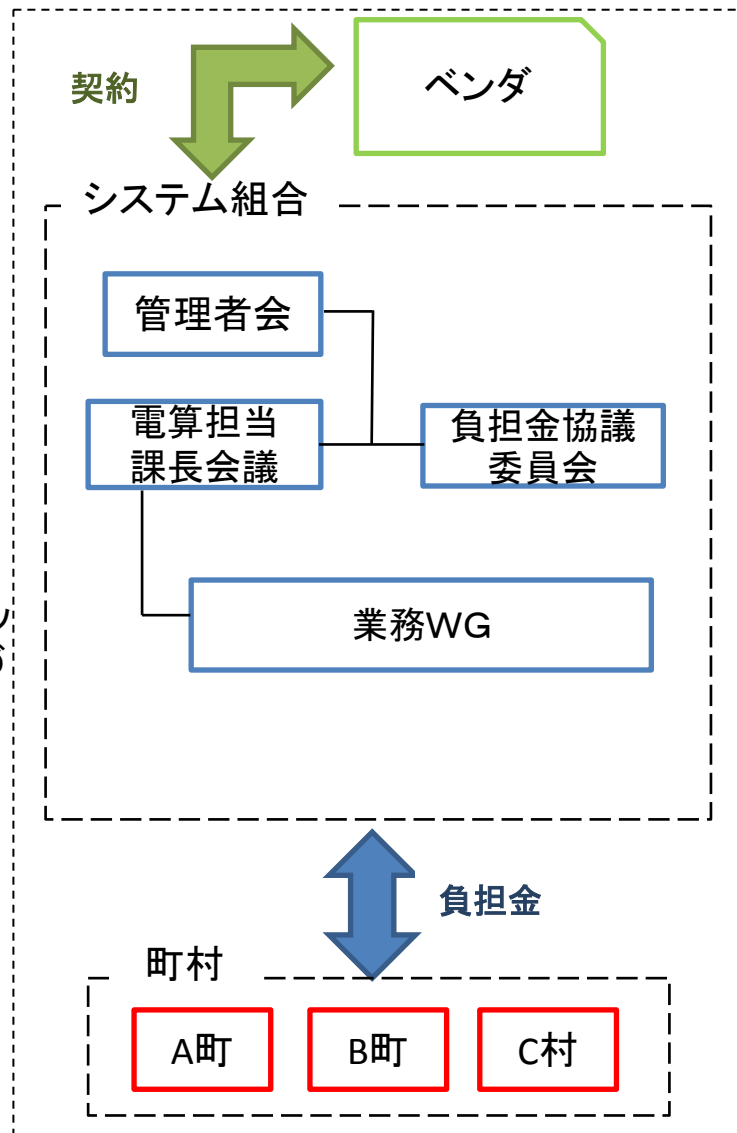 契約
ベンダ
システム組合
管理者会
電算担当
課長会議
負担金協議
委員会
業務WG
負担金
町村
A町
B町
C村